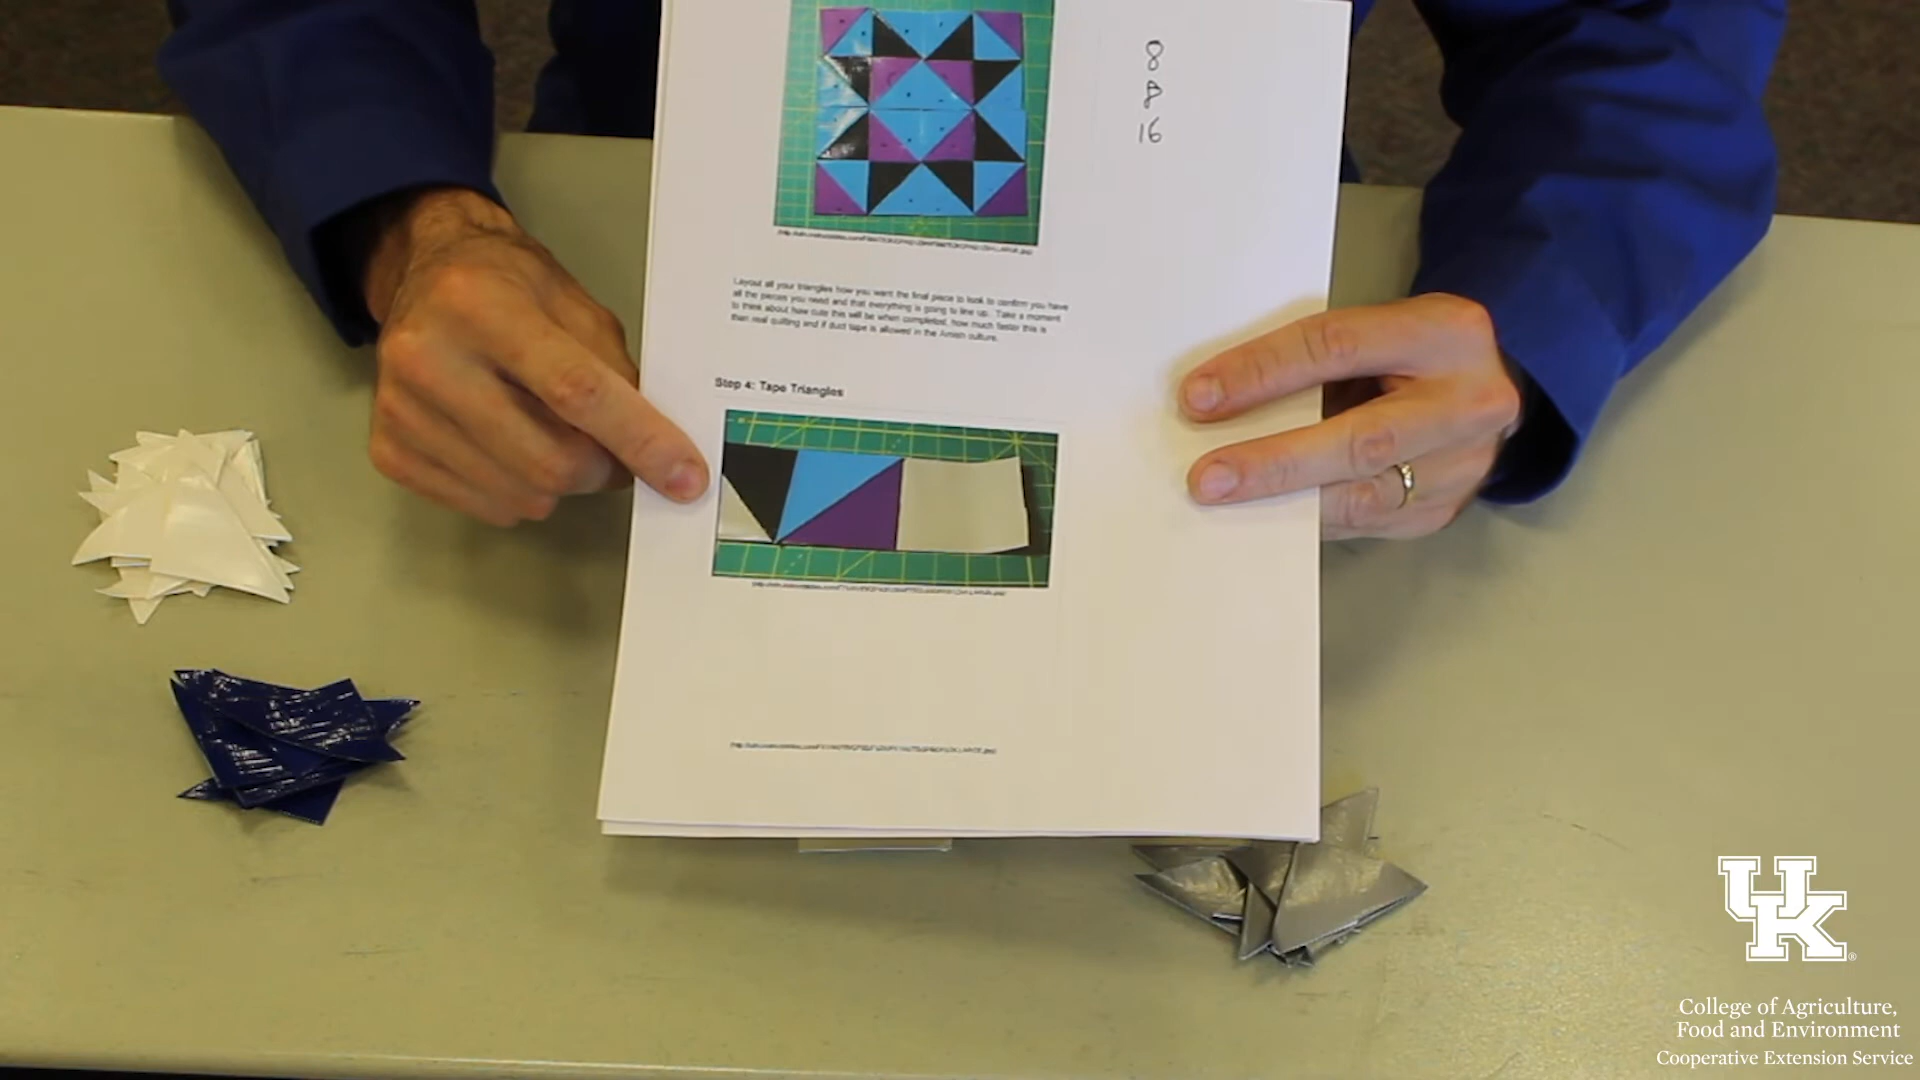 8
8
16
Layout all your triangles how you want the final piece to look to confirm you have
all the pieces you need and that everything is going to line up. Take a moment
to think about how cute this will be when completed, how much faster this is
than real quilting and if duct tape is allowed in the Amish culture.
Step 4: Tape Triangles
UK
College of Agriculture,
Food and Environment
Cooperative Extension Service